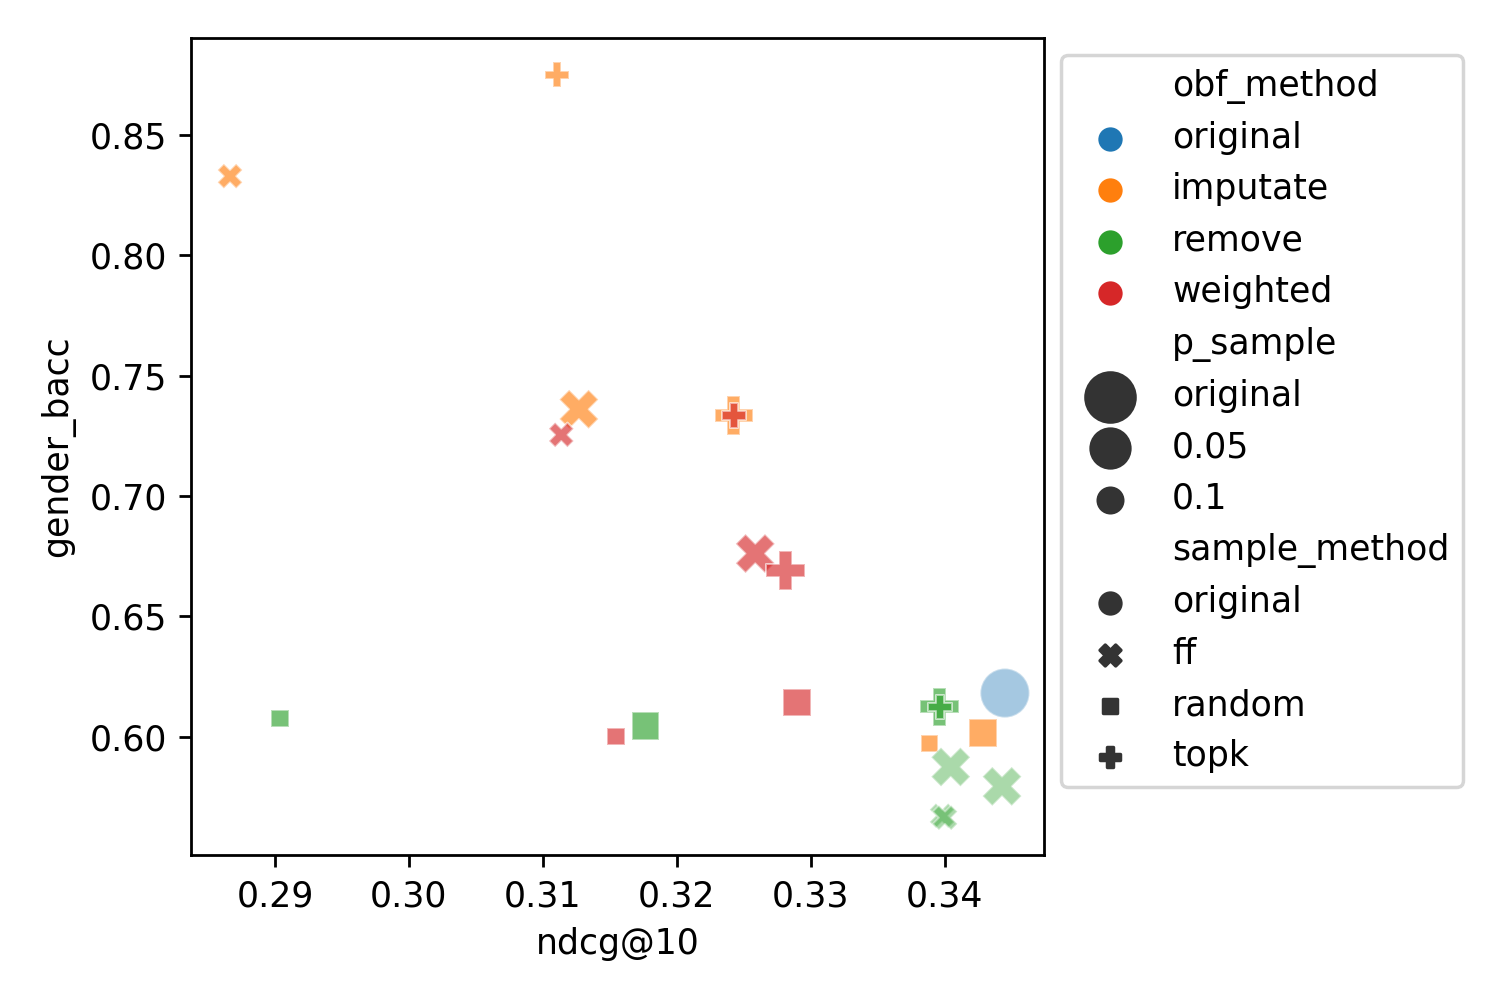 0.85
0.80
0.75
0.70
0.65
0.60
gender_bacc
0.29
0.30
0.31
0.32
0.33
0.34
ndcg@10
obf_method
original
imputate
remove
weighted
p_sample
original
0.05
0.1
sample_method
original
ff
random
topk